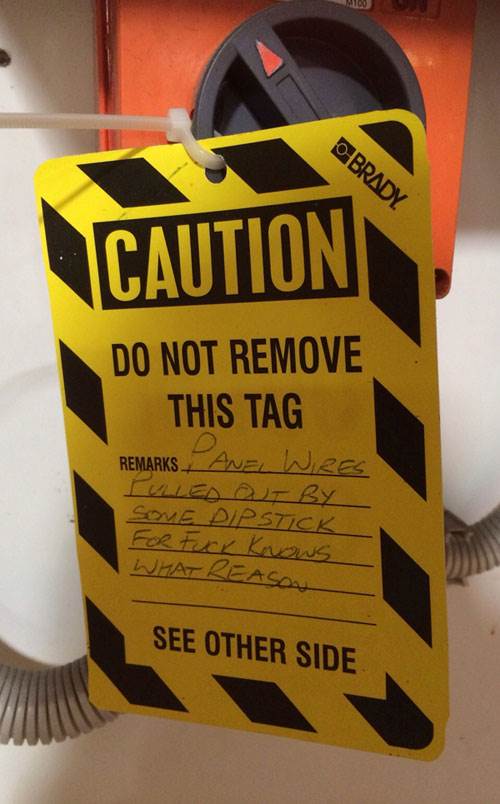 M100
BRADY
CAUTION
DO NOT REMOVE
THIS TAG
REMARKS PANEL WIRES
PULLED OUT BY
SOME DIPSTICK
FOR FUCK KNOWS
WHAT REASON
SEE OTHER SIDE